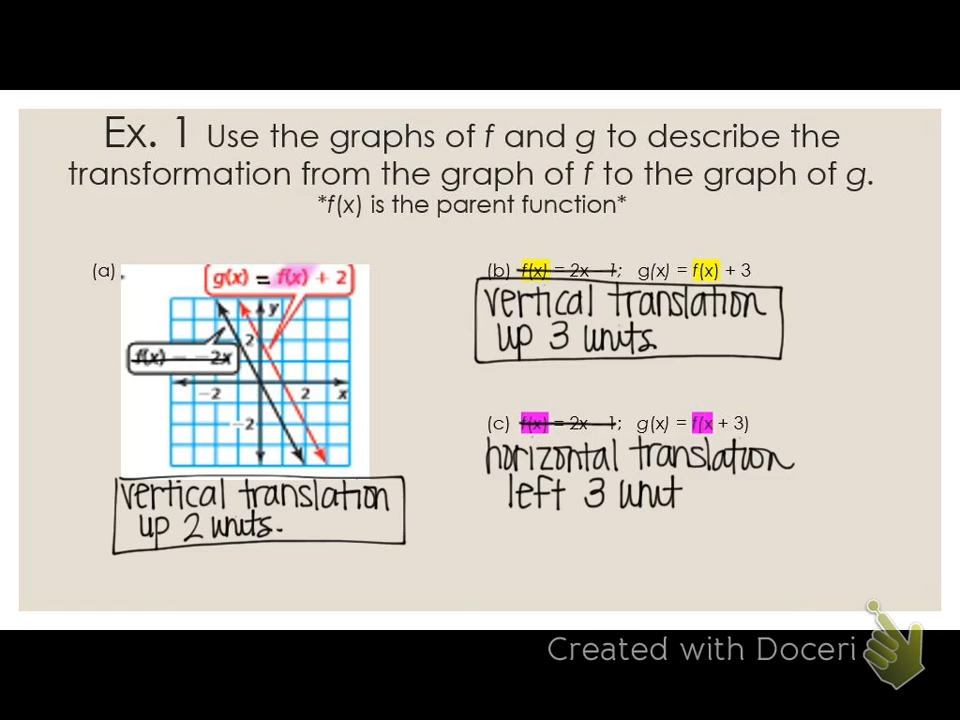 Ex. 1 Use the graphs of f and g to describe the
transformation from the graph of f to the graph of g.
*f(x) is the parent function*
(a)
g(x) = f(x) + 2
y
2
f(x) = -2x
-2
2
x
-2
vertical translation
up 2 units.
(b) f(x) = 2x – 1; g(x) = f(x) + 3
vertical translation
up 3 units.
(c) f(x) = 2x – 1; g(x) = f(x + 3)
horizontal translation
left 3 unit
Created with Doceri